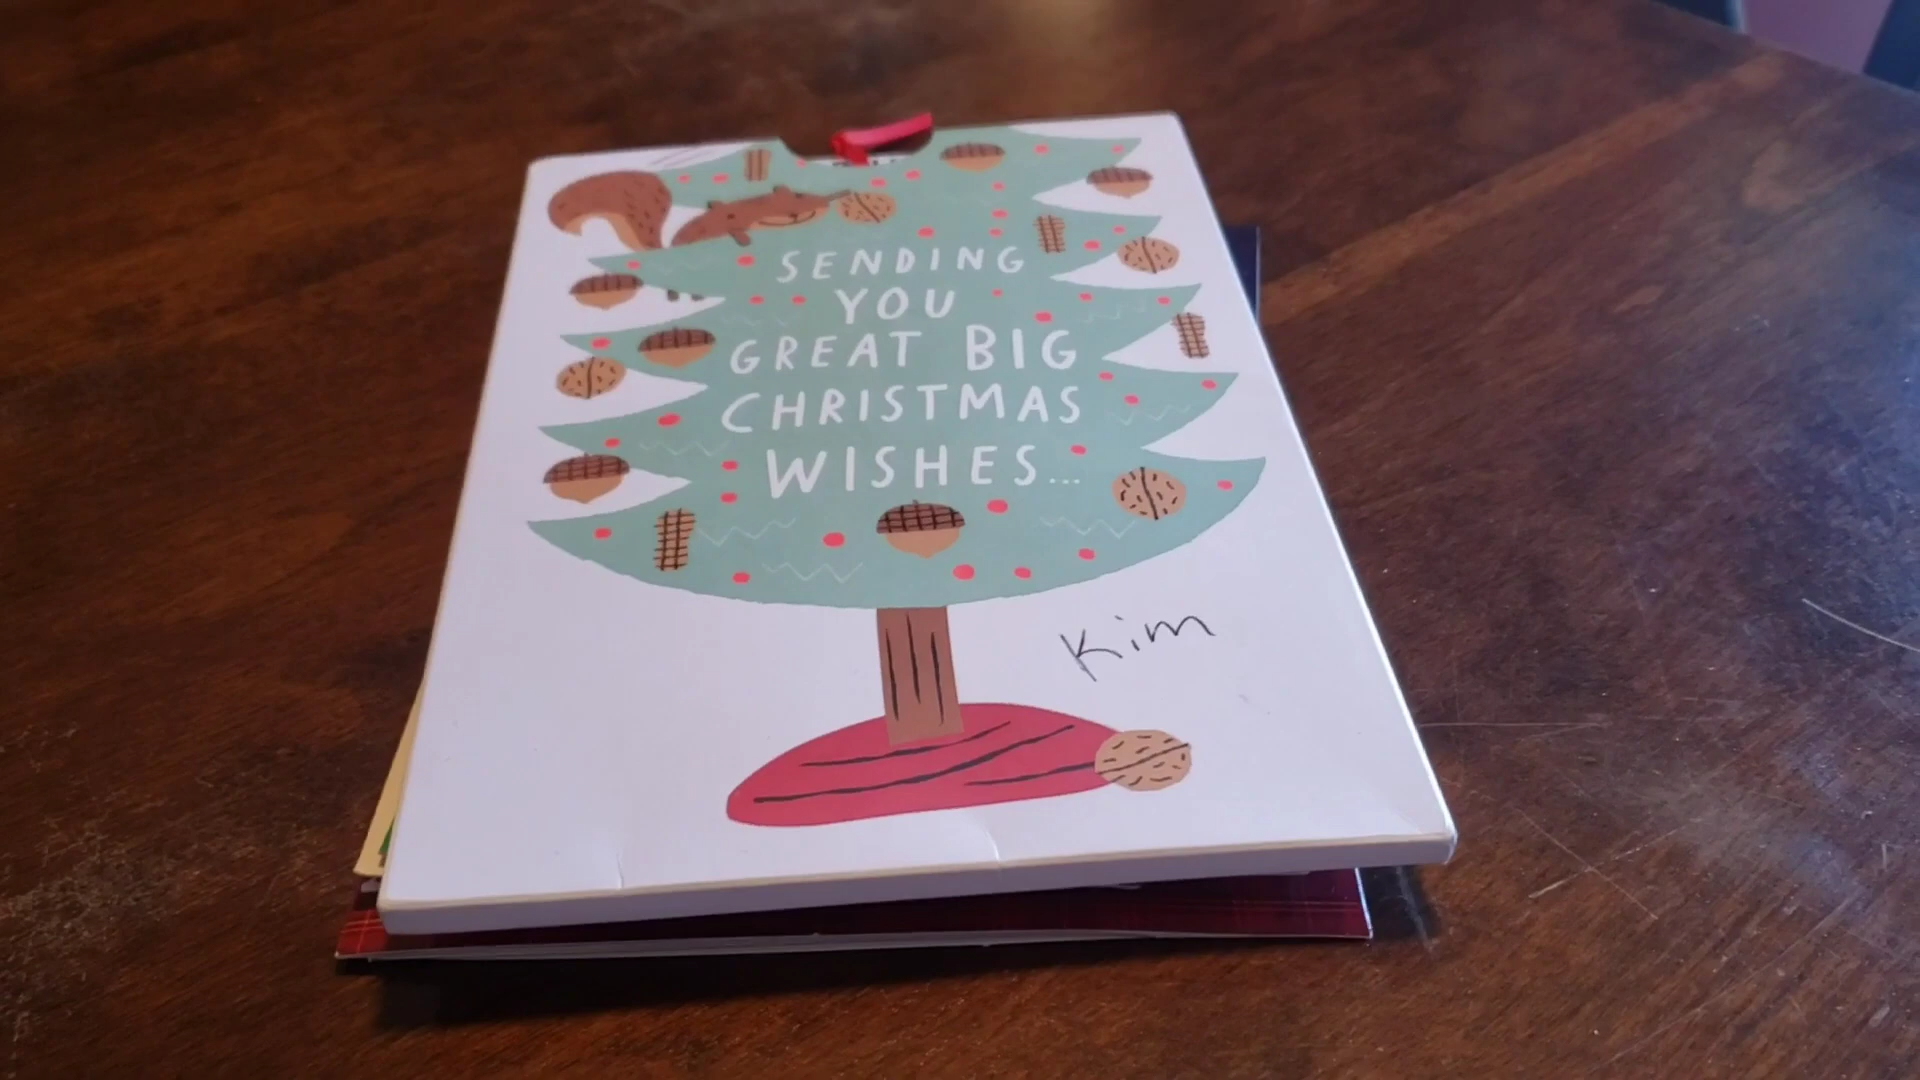 SENDING
YOU
GREAT BIG
CHRISTMAS
WISHES...
Kim